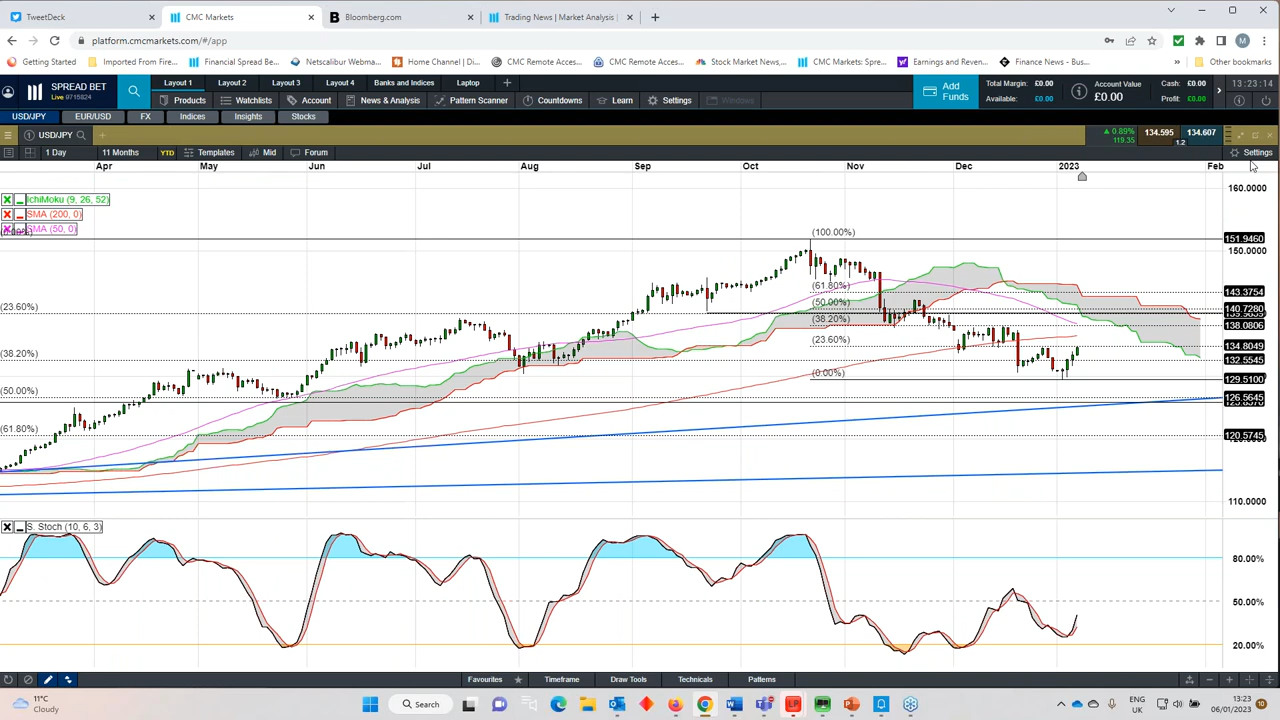 TweetDeck
CMC Markets
Bloomberg.com
Trading News | Market Analysis |
platform.cmcmarkets.com/#/app
Getting Started
Imported From Fire...
Financial Spread Be...
Netscalibur Webma...
Home Channel | Di...
CMC Remote Acces...
CMC Remote Acces...
Stock Market News,...
CMC Markets: Spre...
Earnings and Reven...
Finance News - Bus...
Other bookmarks
SPREAD BET
Live 9715824
Layout 1
Layout 2
Layout 3
Layout 4
Banks and Indices
Laptop
Products
Watchlists
Account
News & Analysis
Pattern Scanner
Countdowns
Learn
Settings
Windows
Add Funds
Total Margin: £0.00
Available: £0.00
Account Value
£0.00
Cash: £0.00
Profit: £0.00
13:23:14
USD/JPY
EUR/USD
FX
Indices
Insights
Stocks
USD/JPY
0.89%
119.35
134.595
1.2
134.607
1 Day
11 Months
YTD
Templates
Mid
Forum
Settings
Apr
May
Jun
Jul
Aug
Sep
Oct
Nov
Dec
2023
Feb
IchiMoku (9, 26, 52)
SMA (200, 0)
SMA (50, 0)
(23.60%)
(38.20%)
(50.00%)
(61.80%)
(100.00%)
(61.80%)
(50.00%)
(38.20%)
(23.60%)
(0.00%)
160.0000
151.9460
150.0000
143.3754
140.7280
138.0806
134.8049
132.5545
129.5100
126.5645
120.5745
110.0000
S. Stoch (10, 6, 3)
80.00%
50.00%
20.00%
Favourites
Timeframe
Draw Tools
Technicals
Patterns
11°C
Cloudy
Search
ENG
UK
13:23
06/01/2023